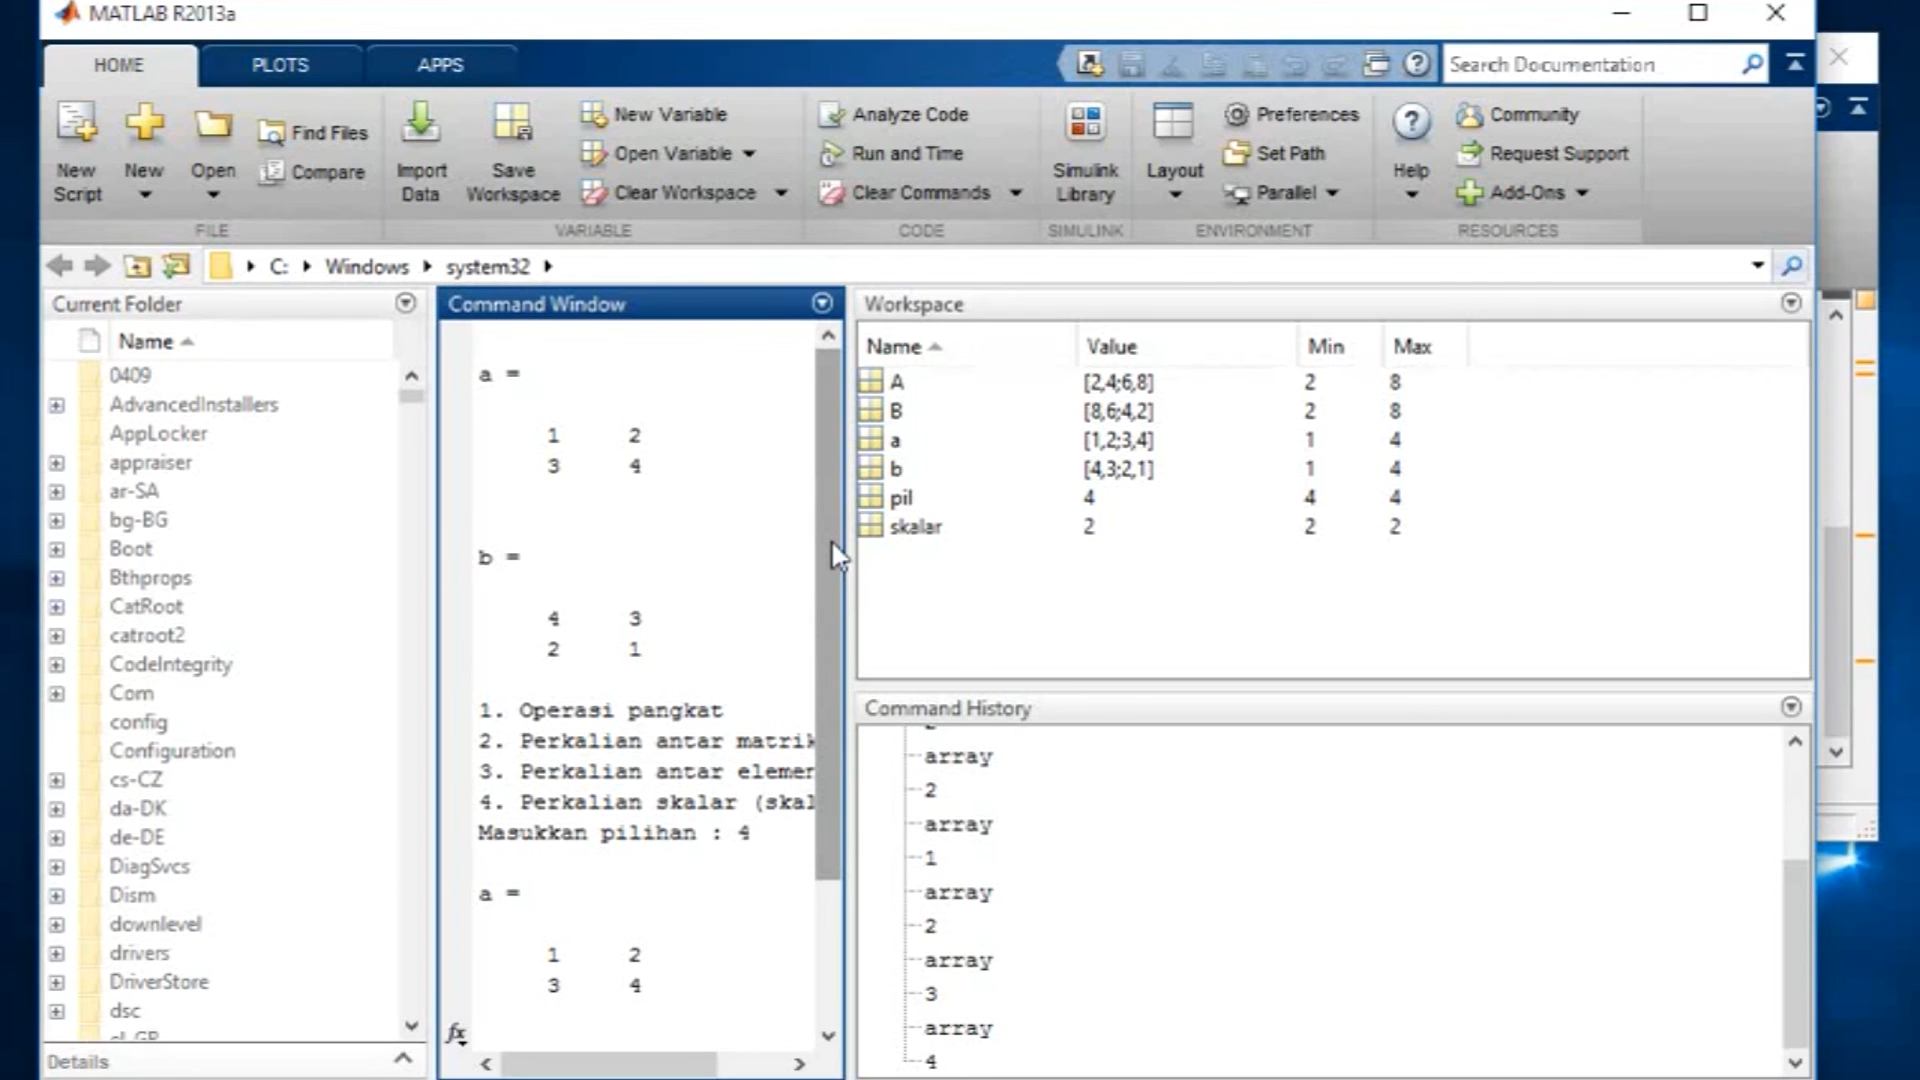 MATLAB R2013a
HOME PLOTS APPS
Search Documentation
New Script
New
Open
Find Files
Compare
FILE
Import Data
Save Workspace
New Variable
Open Variable
Clear Workspace
VARIABLE
Analyze Code
Run and Time
Clear Commands
CODE
Simulink Library
SIMULINK
Layout
Preferences
Set Path
Parallel
ENVIRONMENT
Help
Community
Request Support
Add-Ons
RESOURCES
C: Windows system32
Current Folder
Name
0409
AdvancedInstallers
AppLocker
appraiser
ar-SA
bg-BG
Boot
Bthprops
CatRoot
catroot2
CodeIntegrity
Com
config
Configuration
cs-CZ
da-DK
de-DE
DiagSvcs
Dism
downlevel
drivers
DriverStore
dsc
Details
Command Window
a =
1 2
3 4
b =
4 3
2 1
1. Operasi pangkat
2. Perkalian antar matrik
3. Perkalian antar elemen
4. Perkalian skalar (skal
Masukkan pilihan : 4
a =
1 2
3 4
fx
Workspace
Name Value Min Max
A [2,4;6,8] 2 8
B [8,6;4,2] 2 8
a [1,2;3,4] 1 4
b [4,3;2,1] 1 4
pil 4 4 4
skalar 2 2 2
Command History
array
2
array
1
array
2
array
3
array
4